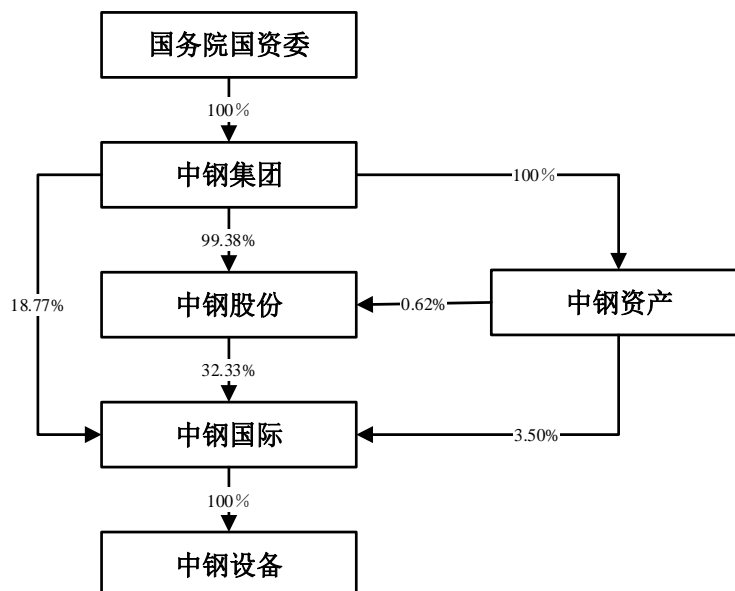 国务院国资委
100%
中钢集团
100%
99.38%
18.77%
中钢股份
0.62%
中钢资产
32.33%
中钢国际
3.50%
100%
中钢设备